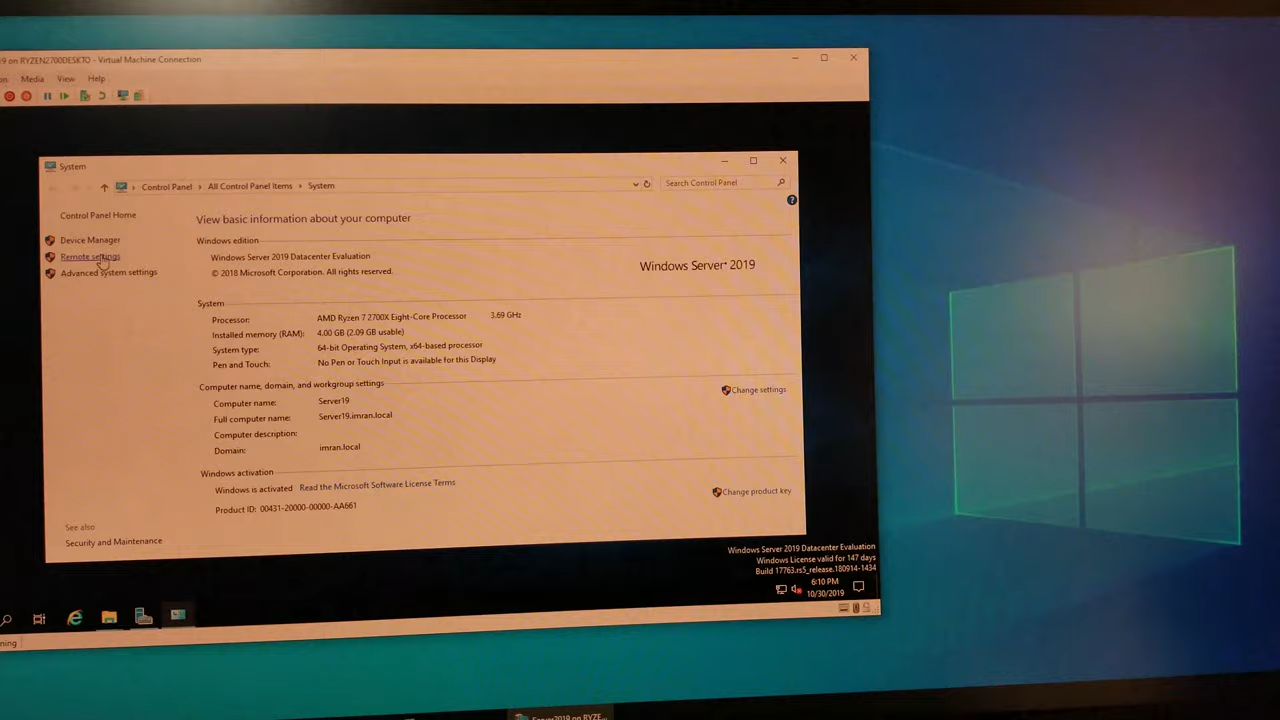 9 on RYZEN2700DESKTO - Virtual Machine Connection
on Media View Help
System
Control Panel › All Control Panel Items › System
Search Control Panel
Control Panel Home
Device Manager
Remote settings
Advanced system settings
View basic information about your computer
Windows edition
Windows Server 2019 Datacenter Evaluation
© 2018 Microsoft Corporation. All rights reserved.
Windows Server® 2019
System
Processor: AMD Ryzen 7 2700X Eight-Core Processor 3.69 GHz
Installed memory (RAM): 4.00 GB (2.09 GB usable)
System type: 64-bit Operating System, x64-based processor
Pen and Touch: No Pen or Touch Input is available for this Display
Computer name, domain, and workgroup settings
Computer name: Server19
Change settings
Full computer name: Server19.imran.local
Computer description:
Domain: imran.local
Windows activation
Windows is activated Read the Microsoft Software License Terms
Product ID: 00431-20000-00000-AA661
Change product key
See also
Security and Maintenance
Windows Server 2019 Datacenter Evaluation
Windows License valid for 147 days
Build 17763.rs5_release.180914-1434
6:10 PM
10/30/2019
ning
Server2019 on RYZE...